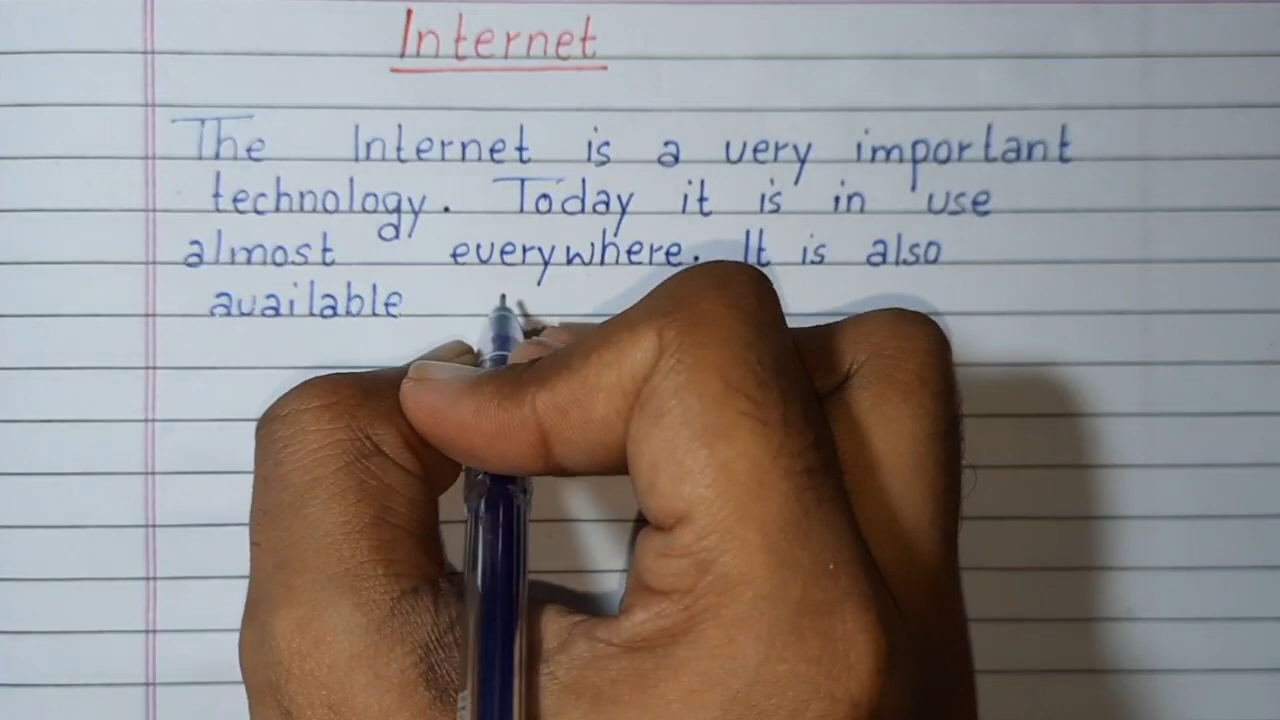 Internet
The Internet is a very important
technology. Today it is in use
almost everywhere. It is also
available